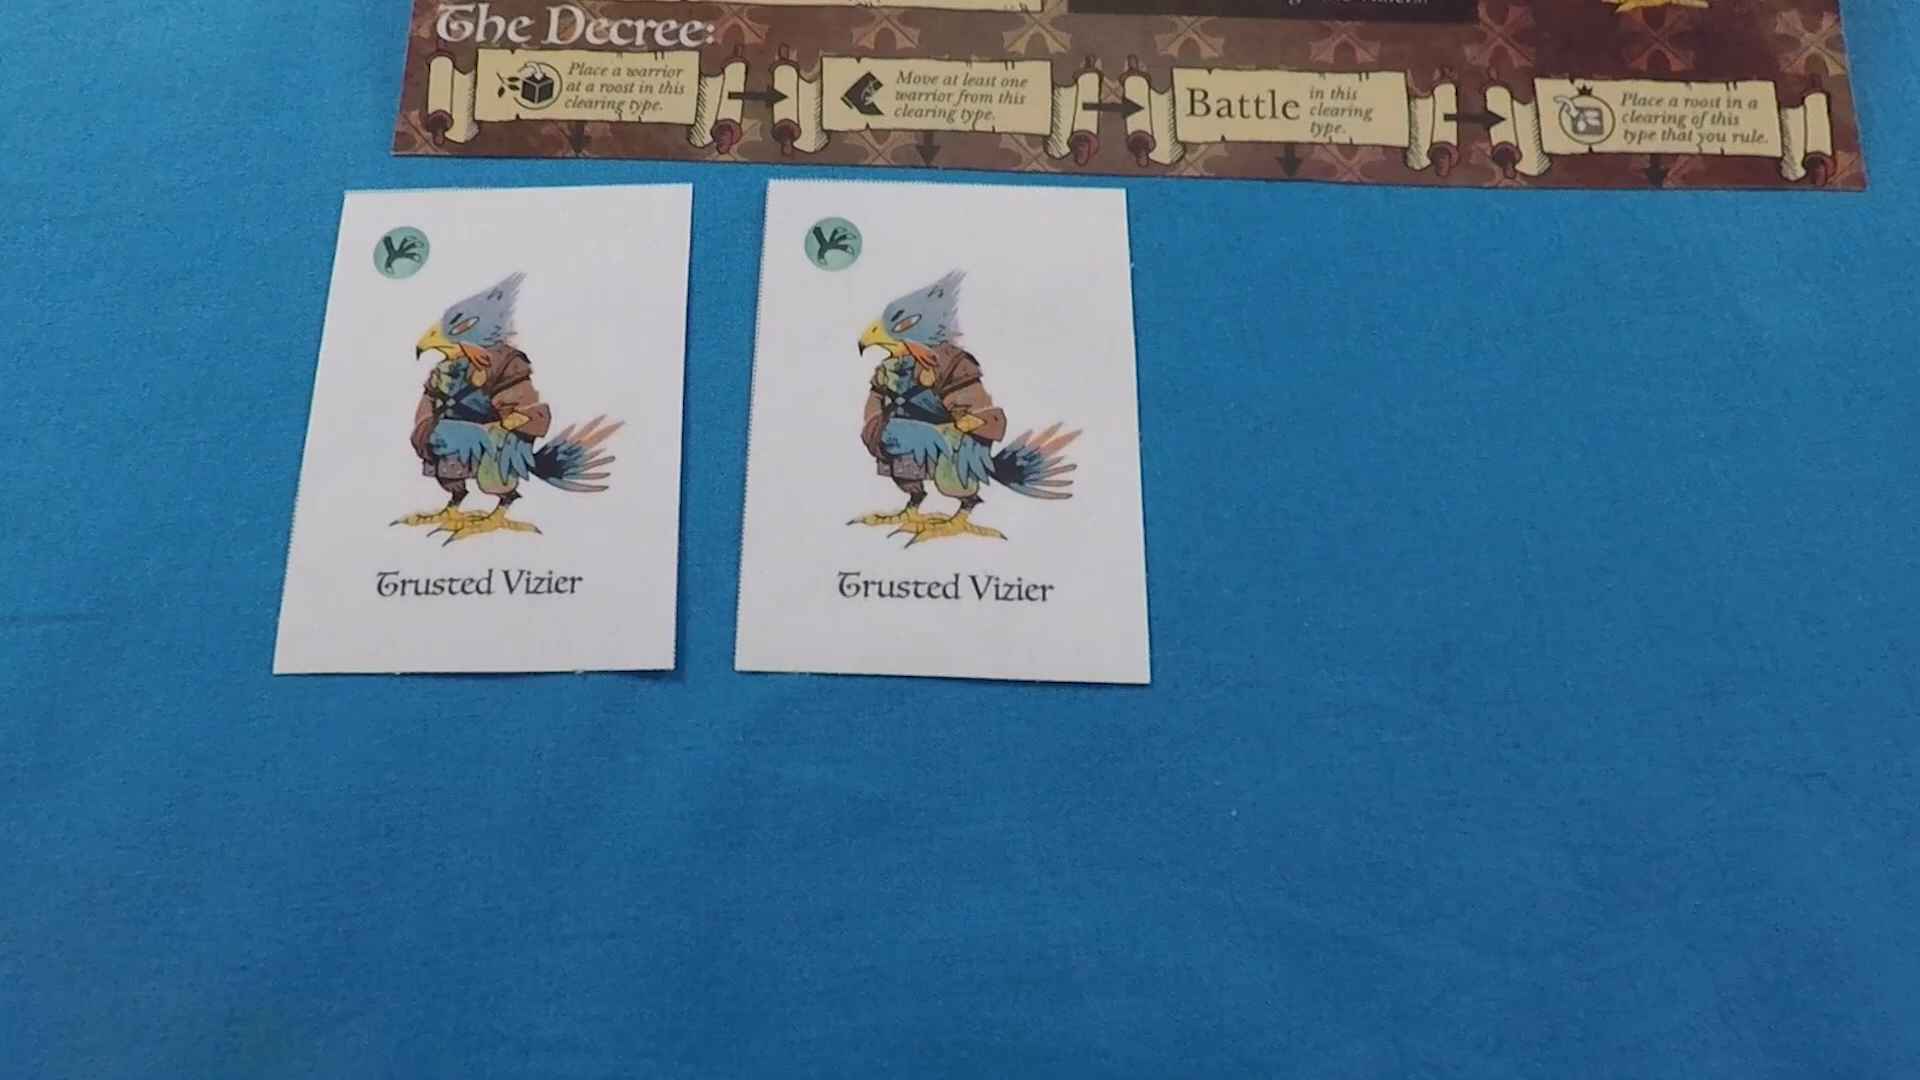 The Decree:
Place a warrior
at a roost in this
clearing type.
Move at least one
warrior from this
clearing type.
Battle
in this
clearing
type.
Place a roost in a
clearing of this
type that you rule.
Trusted Vizier
Trusted Vizier